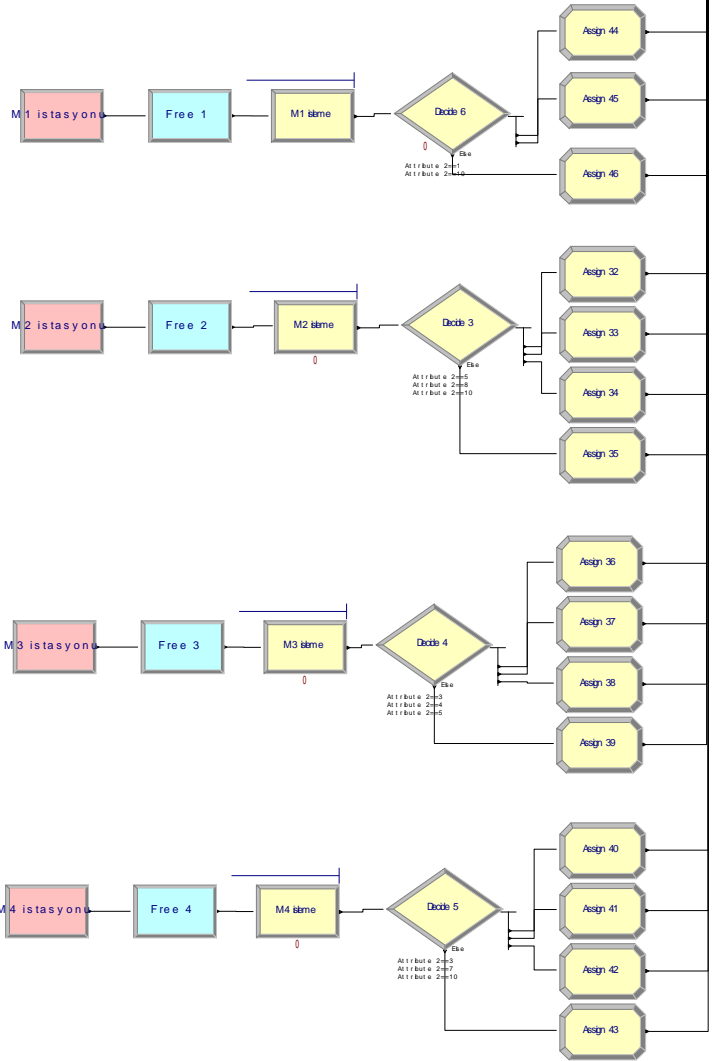 Assign 44
M1 istasyonu
Free 1
M1 isleme
Decide 6
Assign 45
0
Else
Attribute 2==1
Attribute 2==10
Assign 46
Assign 32
M2 istasyonu
Free 2
M2 isleme
Decide 3
Assign 33
0
Else
Attribute 2==5
Attribute 2==8
Attribute 2==10
Assign 34
Assign 35
Assign 36
M3 istasyonu
Free 3
M3 isleme
Decide 4
Assign 37
0
Else
Attribute 2==3
Attribute 2==4
Attribute 2==5
Assign 38
Assign 39
Assign 40
M4 istasyonu
Free 4
M4 isleme
Decide 5
Assign 41
0
Else
Attribute 2==3
Attribute 2==7
Attribute 2==10
Assign 42
Assign 43